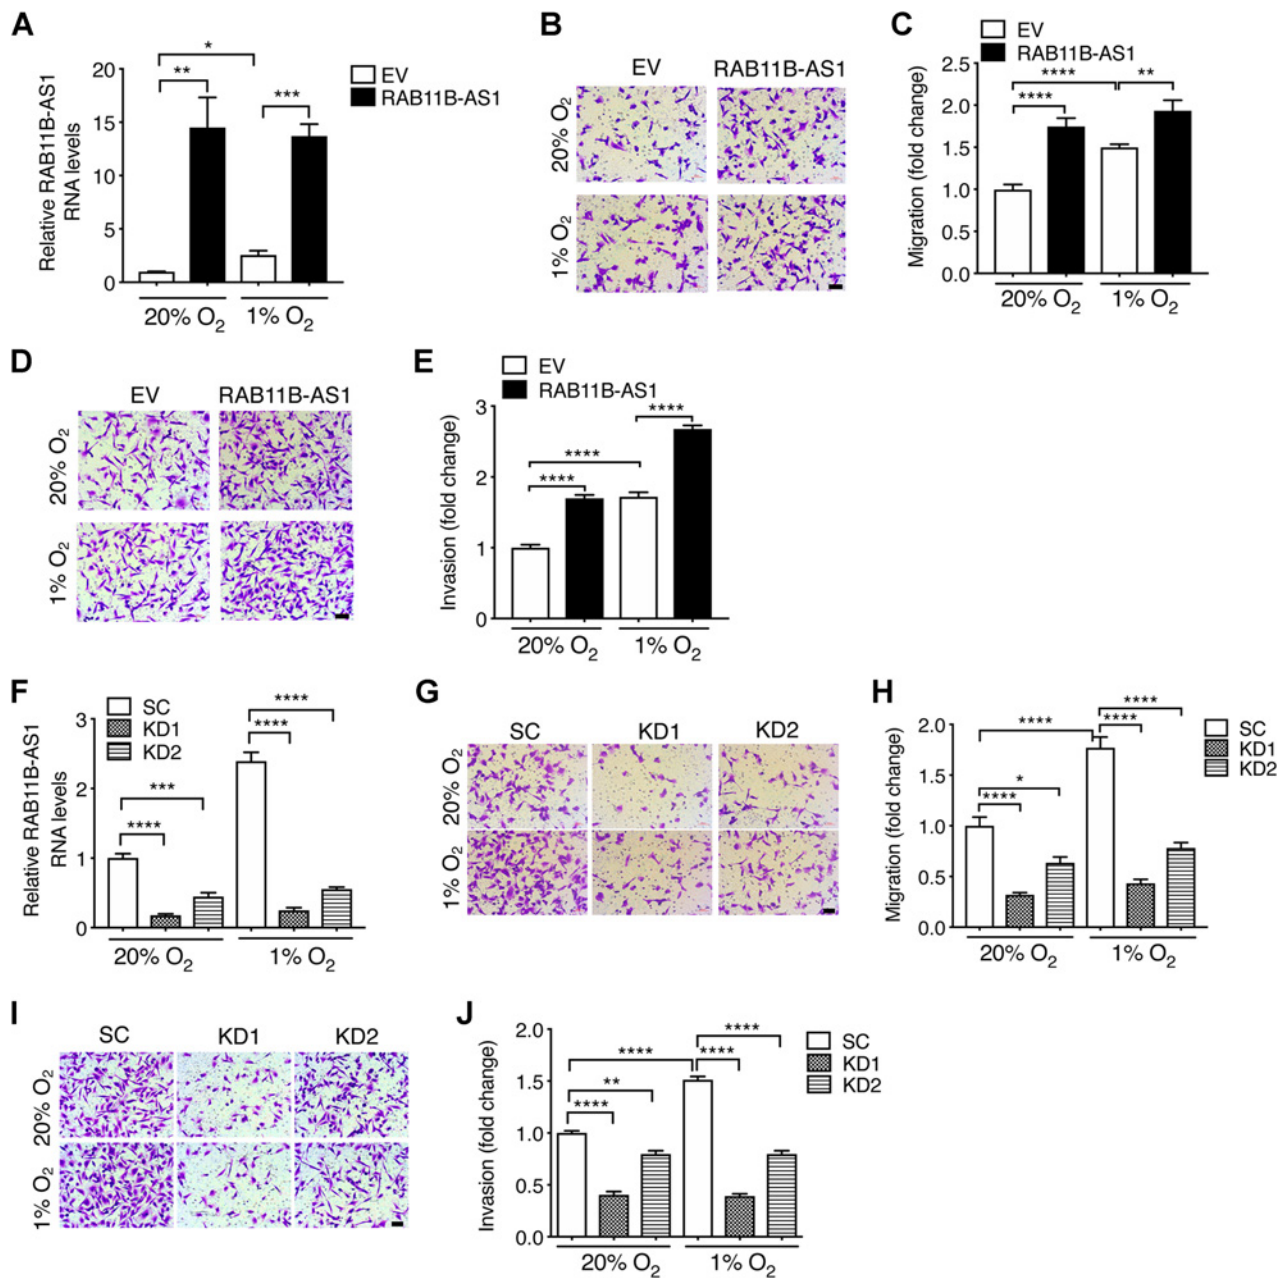 A
Relative RAB11B-AS1
RNA levels
20
15
10
5
0
*
**
***
EV
RAB11B-AS1
20% O2
1% O2
B
EV
RAB11B-AS1
20% O2
1% O2
C
EV
RAB11B-AS1
Migration (fold change)
2.5
2.0
1.5
1.0
0.5
0.0
****
**
****
20% O2
1% O2
D
EV
RAB11B-AS1
20% O2
1% O2
E
EV
RAB11B-AS1
Invasion (fold change)
3
2
1
0
****
****
****
20% O2
1% O2
F
Relative RAB11B-AS1
RNA levels
3
2
1
0
SC
KD1
KD2
****
****
***
****
20% O2
1% O2
G
SC
KD1
KD2
20% O2
1% O2
H
Migration (fold change)
2.0
1.5
1.0
0.5
0.0
****
****
****
*
****
SC
KD1
KD2
20% O2
1% O2
I
SC
KD1
KD2
20% O2
1% O2
J
Invasion (fold change)
2.0
1.5
1.0
0.5
0.0
****
****
****
**
****
SC
KD1
KD2
20% O2
1% O2